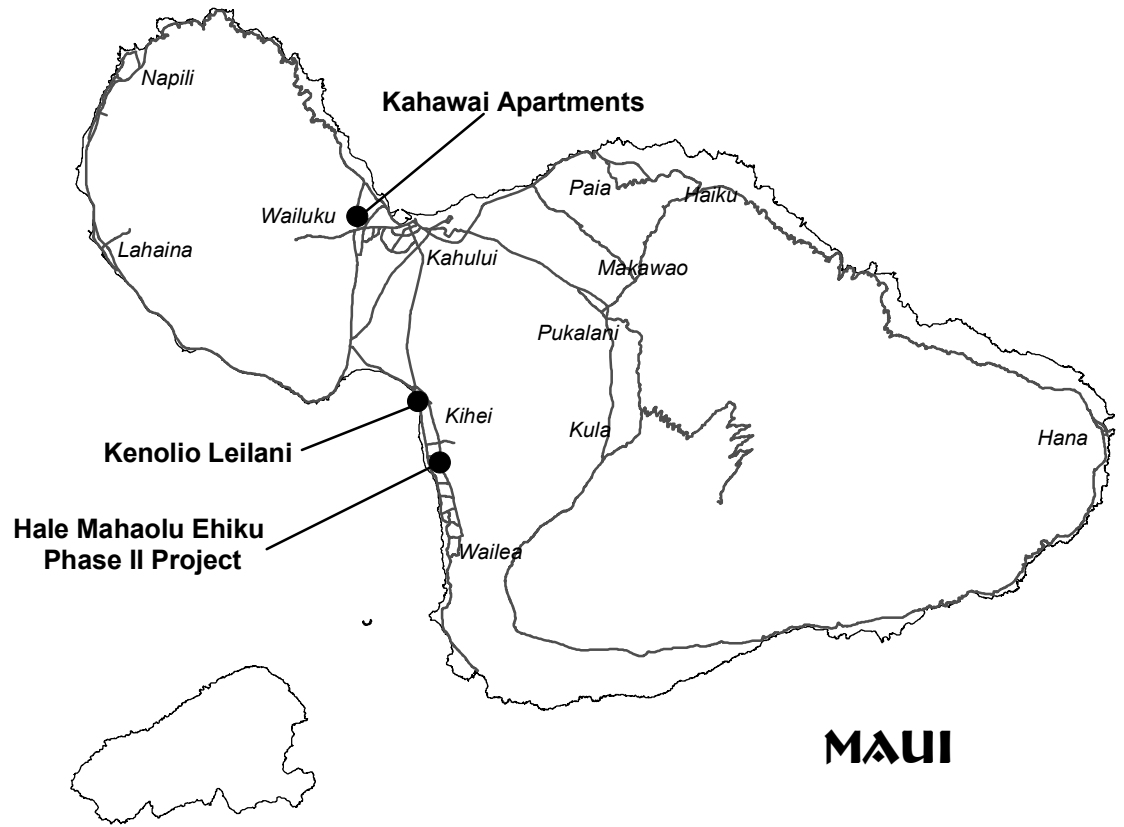 Napili
Kahawai Apartments
Paia
Haiku
Wailuku
Lahaina
Kahului
Makawao
Pukalani
Kihei
Kula
Hana
Kenolio Leilani
Hale Mahaolu Ehiku
Phase II Project
Wailea
MAUI